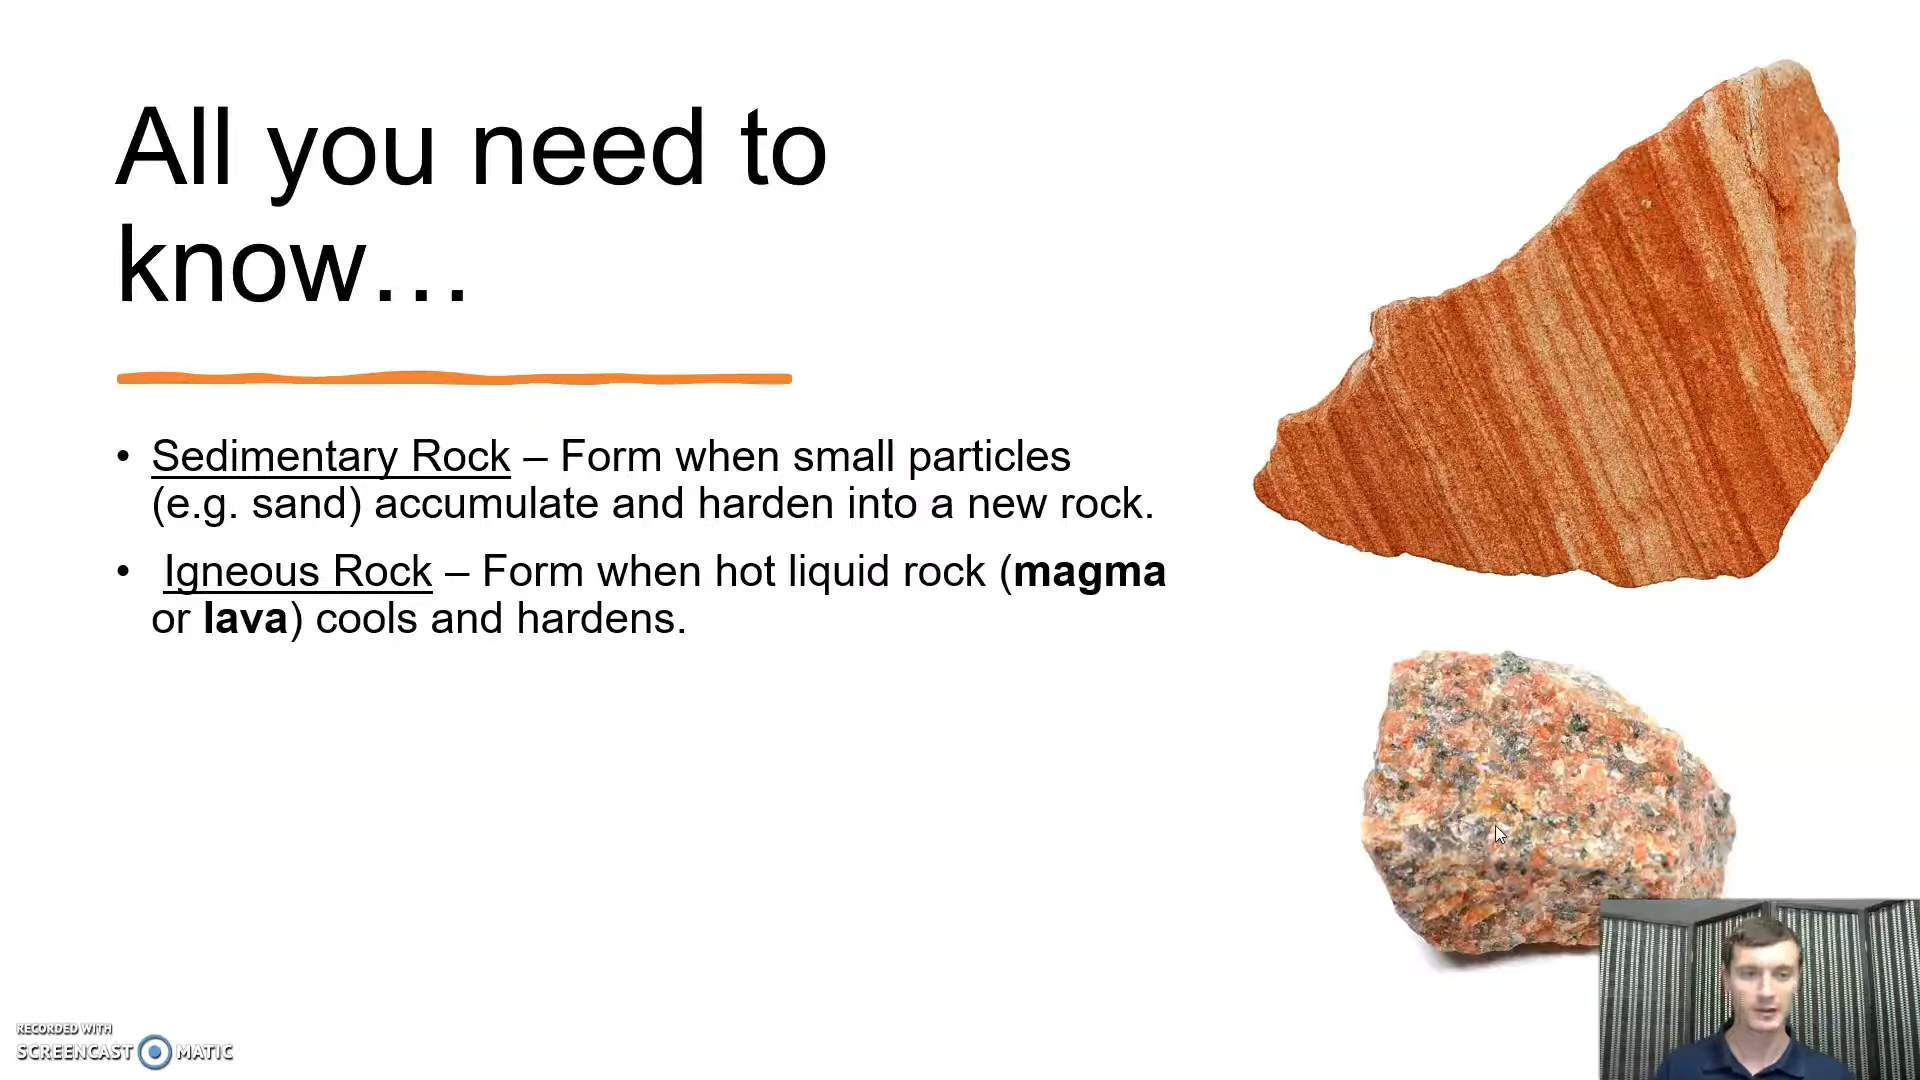 All you need to
know…
• Sedimentary Rock – Form when small particles
(e.g. sand) accumulate and harden into a new rock.
• Igneous Rock – Form when hot liquid rock (magma
or lava) cools and hardens.
RECORDED WITH
SCREENCAST MATIC